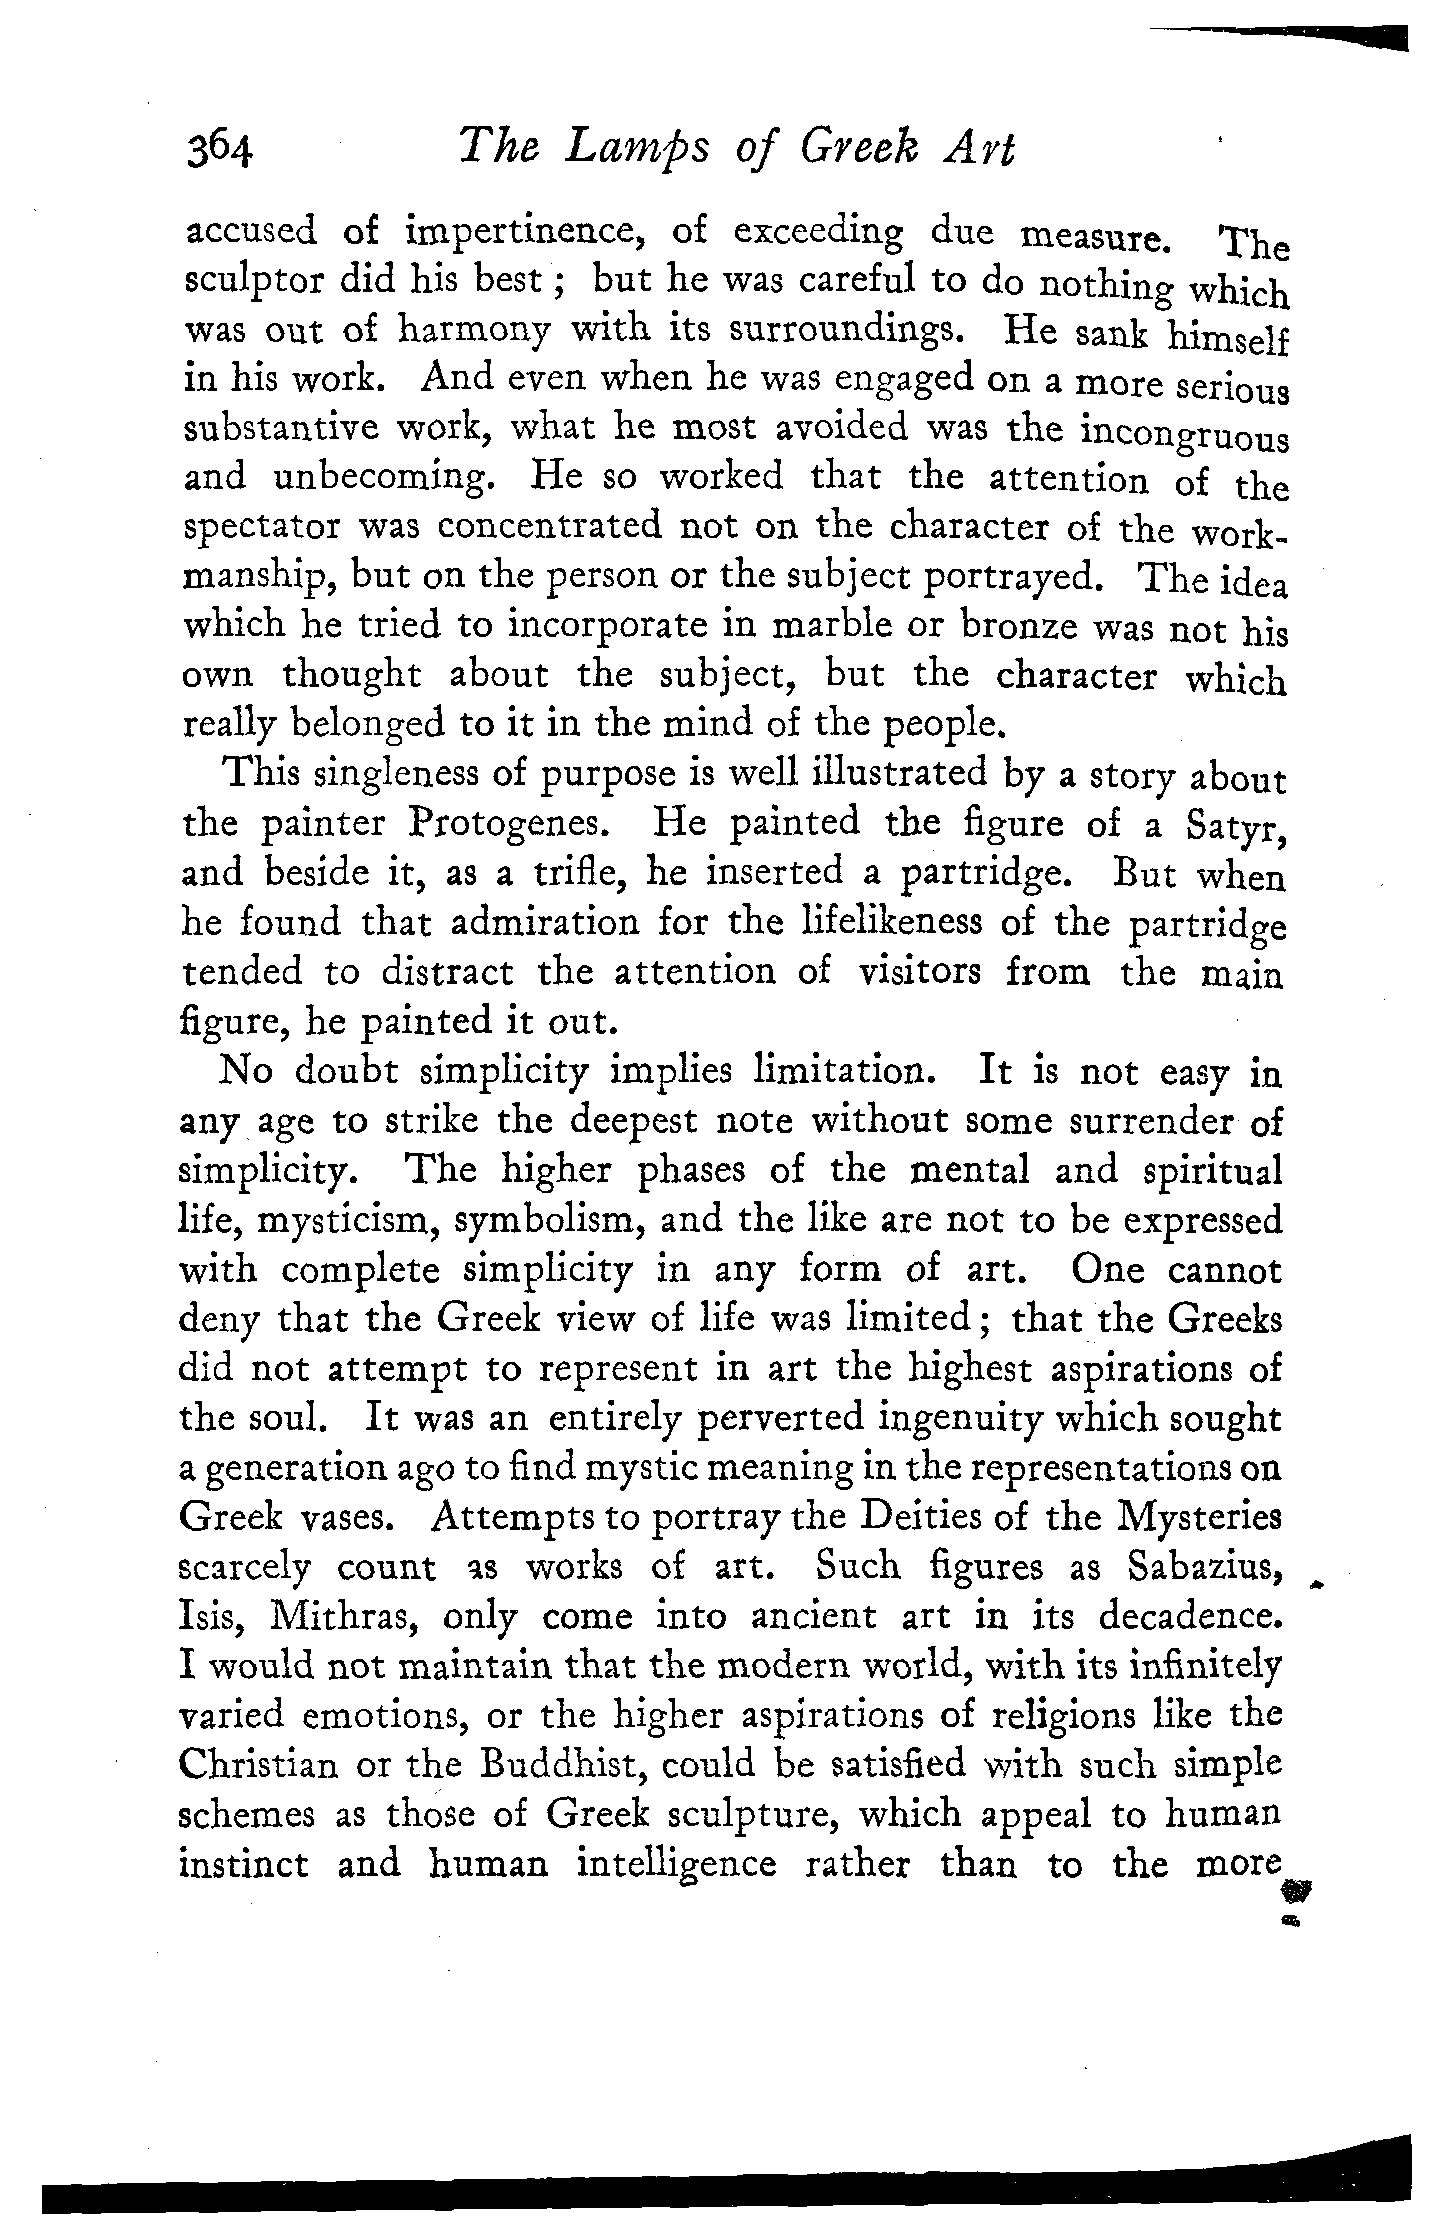 364 The Lamps of Greek Art
accused of impertinence, of exceeding due measure. The
sculptor did his best ; but he was careful to do nothing which
was out of harmony with its surroundings. He sank himself
in his work. And even when he was engaged on a more serious
substantive work, what he most avoided was the incongruous
and unbecoming. He so worked that the attention of the
spectator was concentrated not on the character of the work-
manship, but on the person or the subject portrayed. The idea
which he tried to incorporate in marble or bronze was not his
own thought about the subject, but the character which
really belonged to it in the mind of the people.
This singleness of purpose is well illustrated by a story about
the painter Protogenes. He painted the figure of a Satyr,
and beside it, as a trifle, he inserted a partridge. But when
he found that admiration for the lifelikeness of the partridge
tended to distract the attention of visitors from the main
figure, he painted it out.
No doubt simplicity implies limitation. It is not easy in
any age to strike the deepest note without some surrender of
simplicity. The higher phases of the mental and spiritual
life, mysticism, symbolism, and the like are not to be expressed
with complete simplicity in any form of art. One cannot
deny that the Greek view of life was limited ; that the Greeks
did not attempt to represent in art the highest aspirations of
the soul. It was an entirely perverted ingenuity which sought
a generation ago to find mystic meaning in the representations on
Greek vases. Attempts to portray the Deities of the Mysteries
scarcely count as works of art. Such figures as Sabazius,
Isis, Mithras, only come into ancient art in its decadence.
I would not maintain that the modern world, with its infinitely
varied emotions, or the higher aspirations of religions like the
Christian or the Buddhist, could be satisfied with such simple
schemes as those of Greek sculpture, which appeal to human
instinct and human intelligence rather than to the more